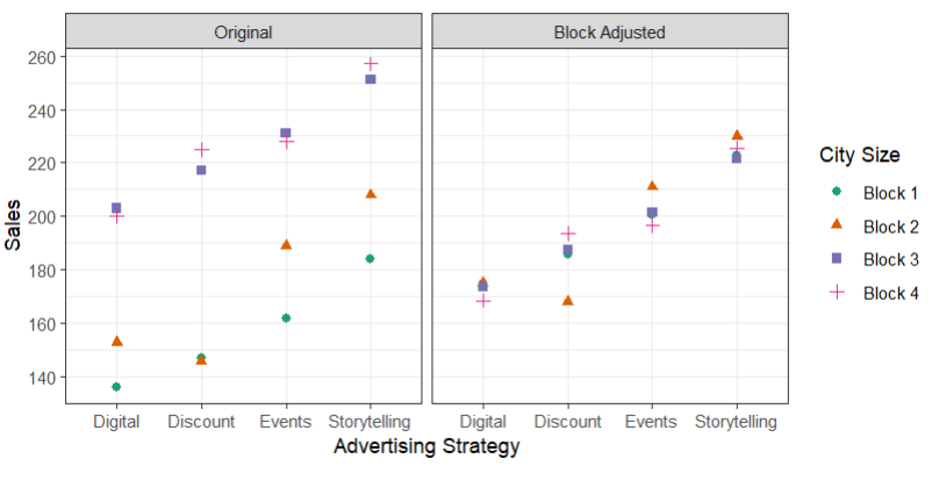 Original
Block Adjusted
260
240
220
200
180
160
140
Sales
Digital Discount Events Storytelling
Digital Discount Events Storytelling
Advertising Strategy
City Size
Block 1
Block 2
Block 3
Block 4